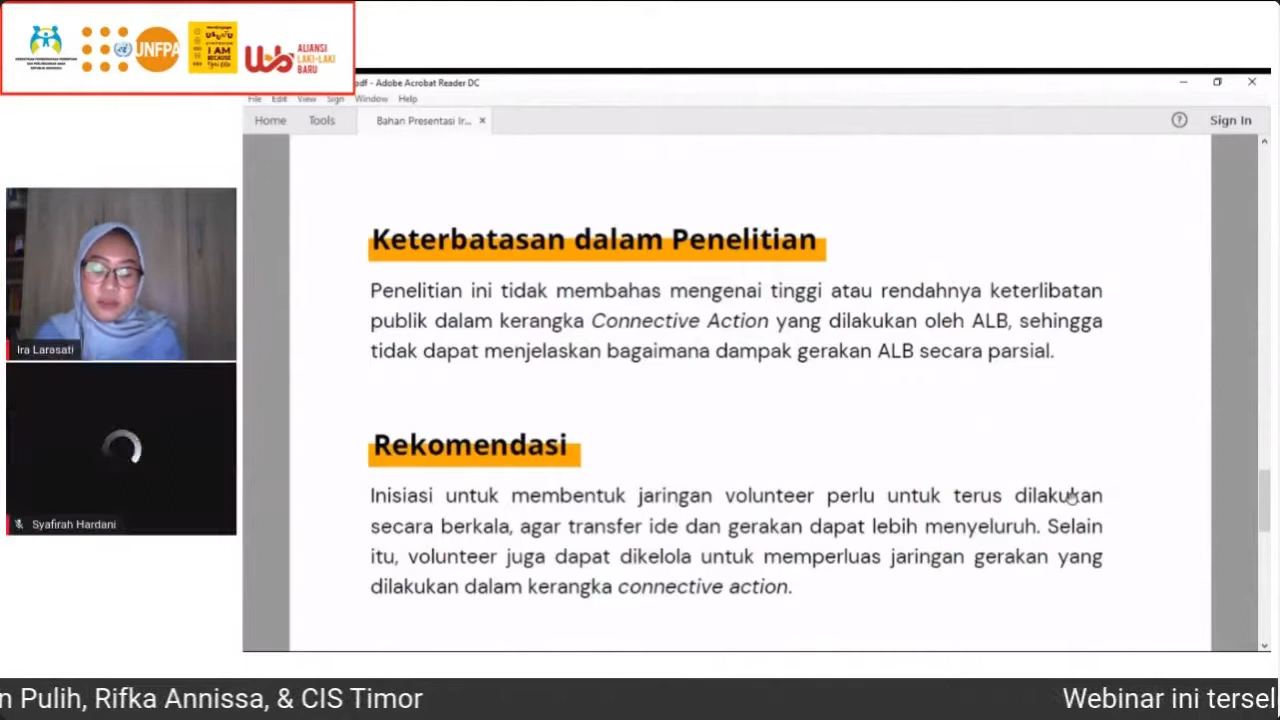 UNFPA
I AM
BECAUSE
ALIANSI
LAKI-LAKI
BARU
pdf - Adobe Acrobat Reader DC
File Edit View Sign Window Help
Home Tools Bahan Presentasi Ir... × Sign In
Keterbatasan dalam Penelitian
Penelitian ini tidak membahas mengenai tinggi atau rendahnya keterlibatan
publik dalam kerangka Connective Action yang dilakukan oleh ALB, sehingga
tidak dapat menjelaskan bagaimana dampak gerakan ALB secara parsial.
Ira Larasati
Rekomendasi
Inisiasi untuk membentuk jaringan volunteer perlu untuk terus dilakukan
secara berkala, agar transfer ide dan gerakan dapat lebih menyeluruh. Selain
itu, volunteer juga dapat dikelola untuk memperluas jaringan gerakan yang
dilakukan dalam kerangka connective action.
Syafirah Hardani
n Pulih, Rifka Annissa, & CIS Timor
Webinar ini tersel